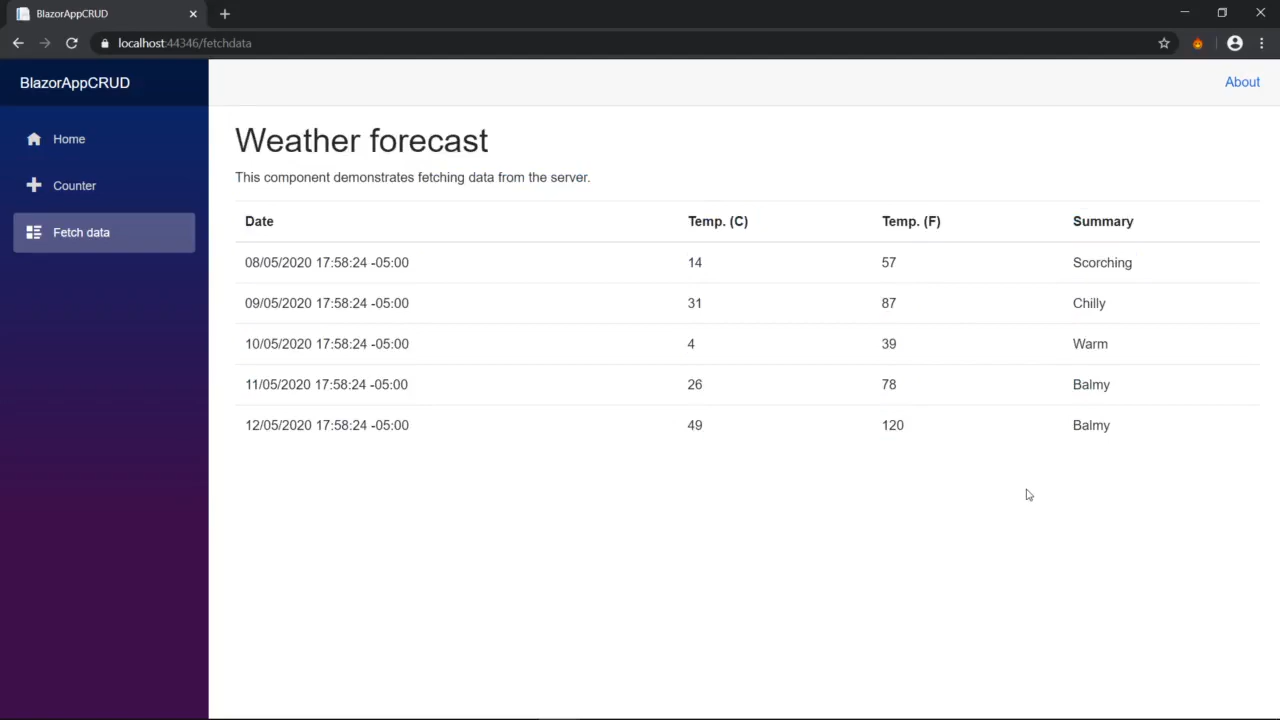 BlazorAppCRUD
localhost:44346/fetchdata
BlazorAppCRUD
About
Home
Counter
Fetch data
Weather forecast
This component demonstrates fetching data from the server.
Date Temp. (C) Temp. (F) Summary
08/05/2020 17:58:24 -05:00 14 57 Scorching
09/05/2020 17:58:24 -05:00 31 87 Chilly
10/05/2020 17:58:24 -05:00 4 39 Warm
11/05/2020 17:58:24 -05:00 26 78 Balmy
12/05/2020 17:58:24 -05:00 49 120 Balmy